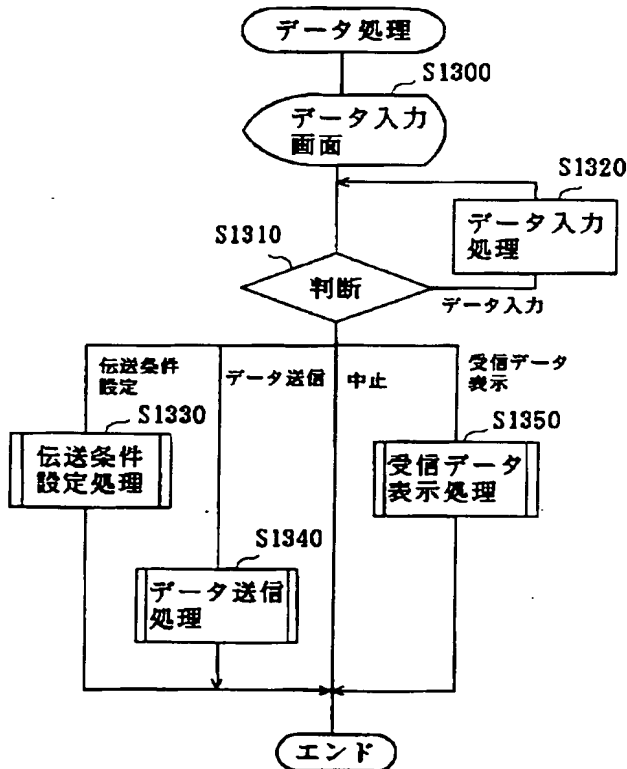 データ処理
S1300
データ入力
画面
S1320
データ入力
処理
S1310
判断
データ入力
伝送条件
設定
データ送信
中止
受信データ
表示
S1330
伝送条件
設定処理
S1350
受信データ
表示処理
S1340
データ送信
処理
エンド